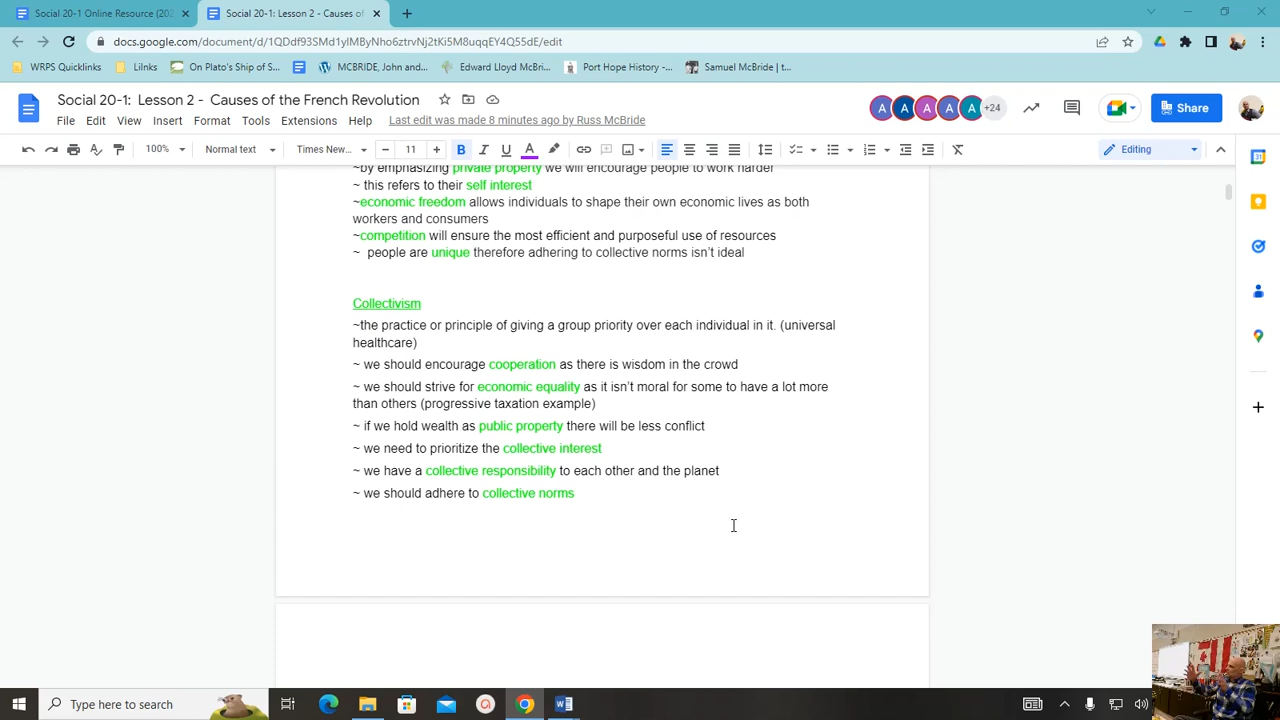 Social 20-1 Online Resource (202
Social 20-1: Lesson 2 - Causes of
docs.google.com/document/d/1QDdf93SMd1yIMByNho6ztrvNj2tKi5M8uqqEY4Q55dE/edit
WRPS Quicklinks
Lilnks
On Plato's Ship of S...
MCBRIDE, John and...
Edward Lloyd McBri...
Port Hope History -...
Samuel McBride | t...
Social 20-1: Lesson 2 - Causes of the French Revolution
A A A A A +24
Share
File Edit View Insert Format Tools Extensions Help Last edit was made 8 minutes ago by Russ McBride
100% Normal text Times New... 11 B I U A Editing
~by emphasizing private property we will encourage people to work harder
~ this refers to their self interest
~economic freedom allows individuals to shape their own economic lives as both
workers and consumers
~competition will ensure the most efficient and purposeful use of resources
~ people are unique therefore adhering to collective norms isn't ideal
Collectivism
~the practice or principle of giving a group priority over each individual in it. (universal
healthcare)
~ we should encourage cooperation as there is wisdom in the crowd
~ we should strive for economic equality as it isn't moral for some to have a lot more
than others (progressive taxation example)
~ if we hold wealth as public property there will be less conflict
~ we need to prioritize the collective interest
~ we have a collective responsibility to each other and the planet
~ we should adhere to collective norms
Type here to search